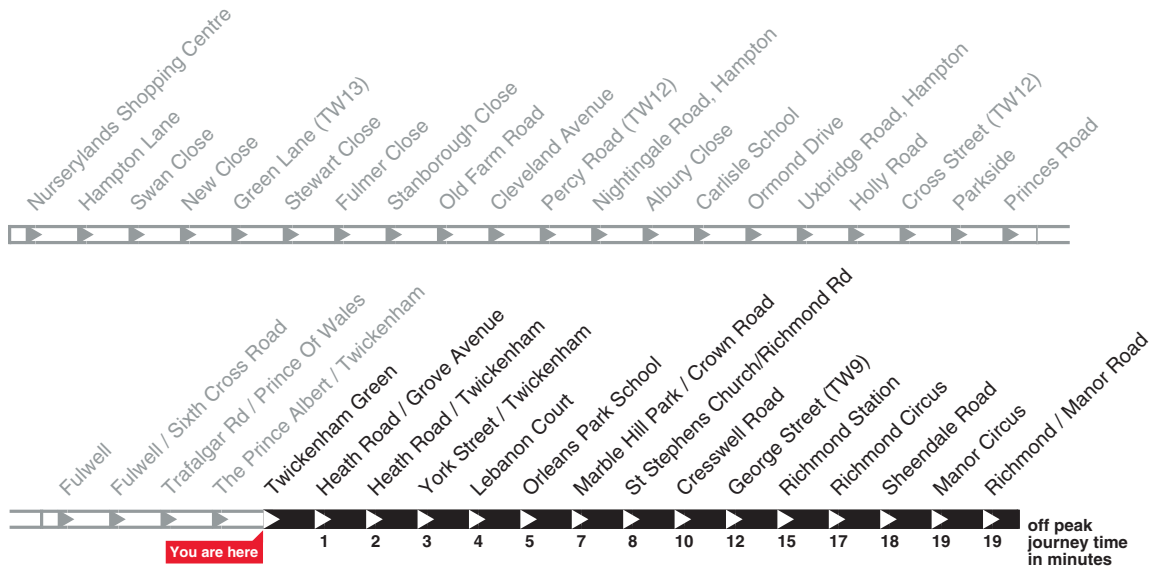 Nurserylands Shopping Centre
Hampton Lane
Swan Close
New Close
Green Lane (TW13)
Stewart Close
Fulmer Close
Stanborough Close
Old Farm Road
Cleveland Avenue
Percy Road (TW12)
Nightingale Road, Hampton
Albury Close
Carlisle School
Ormond Drive
Uxbridge Road, Hampton
Holly Road
Cross Street (TW12)
Parkside
Princes Road
Fulwell
Fulwell / Sixth Cross Road
Trafalgar Rd / Prince Of Wales
The Prince Albert / Twickenham
Twickenham Green
Heath Road / Grove Avenue
Heath Road / Twickenham
York Street / Twickenham
Lebanon Court
Orleans Park School
Marble Hill Park / Crown Road
St Stephens Church/Richmond Rd
Cresswell Road
George Street (TW9)
Richmond Station
Richmond Circus
Sheendale Road
Manor Circus
Richmond / Manor Road
You are here
1 2 3 4 5 7 8 10 12 15 17 18 19 19
off peak
journey time
in minutes